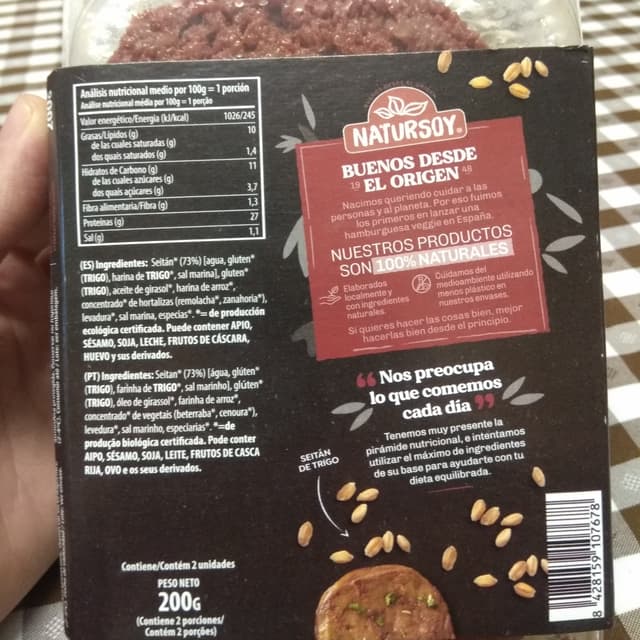 Análisis nutricional medio por 100g = 1 porción
Análise nutricional média por 100g = 1 porção
Valor energético/Energia (kJ/kcal) 1026/245
Grasas/Lípidos (g) 10
de las cuales saturadas (g)
dos quais saturados (g) 1,4
Hidratos de Carbono (g) 11
de las cuales azúcares (g)
dos quais açúcares (g) 3,7
Fibra alimentaria/Fibra (g) 1,3
Proteínas (g) 27
Sal (g) 1,1
(ES) Ingredientes: Seitán* (73%) [agua, gluten*
(TRIGO), harina de TRIGO*, sal marina], gluten*
(TRIGO), aceite de girasol*, harina de arroz*,
concentrado* de hortalizas (remolacha*, zanahoria*),
levadura*, sal marina, especias*. *= de producción
ecológica certificada. Puede contener APIO,
SÉSAMO, SOJA, LECHE, FRUTOS DE CÁSCARA,
HUEVO y sus derivados.
(PT) Ingredientes: Seitan* (73%) [água, glúten*
(TRIGO), farinha de TRIGO*, sal marinho], glúten*
(TRIGO), óleo de girassol*, farinha de arroz*,
concentrado* de vegetais (beterraba*, cenoura*),
levedura*, sal marinho, especiarias*. *=de
produção biológica certificada. Pode conter
AIPO, SÉSAMO, SOJA, LEITE, FRUTOS DE CASCA
RIJA, OVO e os seus derivados.
Contiene/Contém 2 unidades
PESO NETO
200G
(Contiene 2 porciones/
Contém 2 porções)
NATURSOY®
BUENOS DESDE
19 EL ORIGEN 48
Nacimos queriendo cuidar a las
personas y al planeta. Por eso fuimos
los primeros en lanzar una
hamburguesa veggie en España.
NUESTROS PRODUCTOS
SON 100% NATURALES
Elaborados
localmente y
con ingredientes
naturales.
Cuidamos del
medioambiente utilizando
menos plástico en
nuestros envases.
Si quieres hacer las cosas bien, mejor
hacerlas bien desde el principio.
“ Nos preocupa
lo que comemos
cada día ”
Tenemos muy presente la
pirámide nutricional, e intentamos
utilizar el máximo de ingredientes
de su base para ayudarte con tu
dieta equilibrada.
SEITÁN
DE TRIGO
8 428159 107678